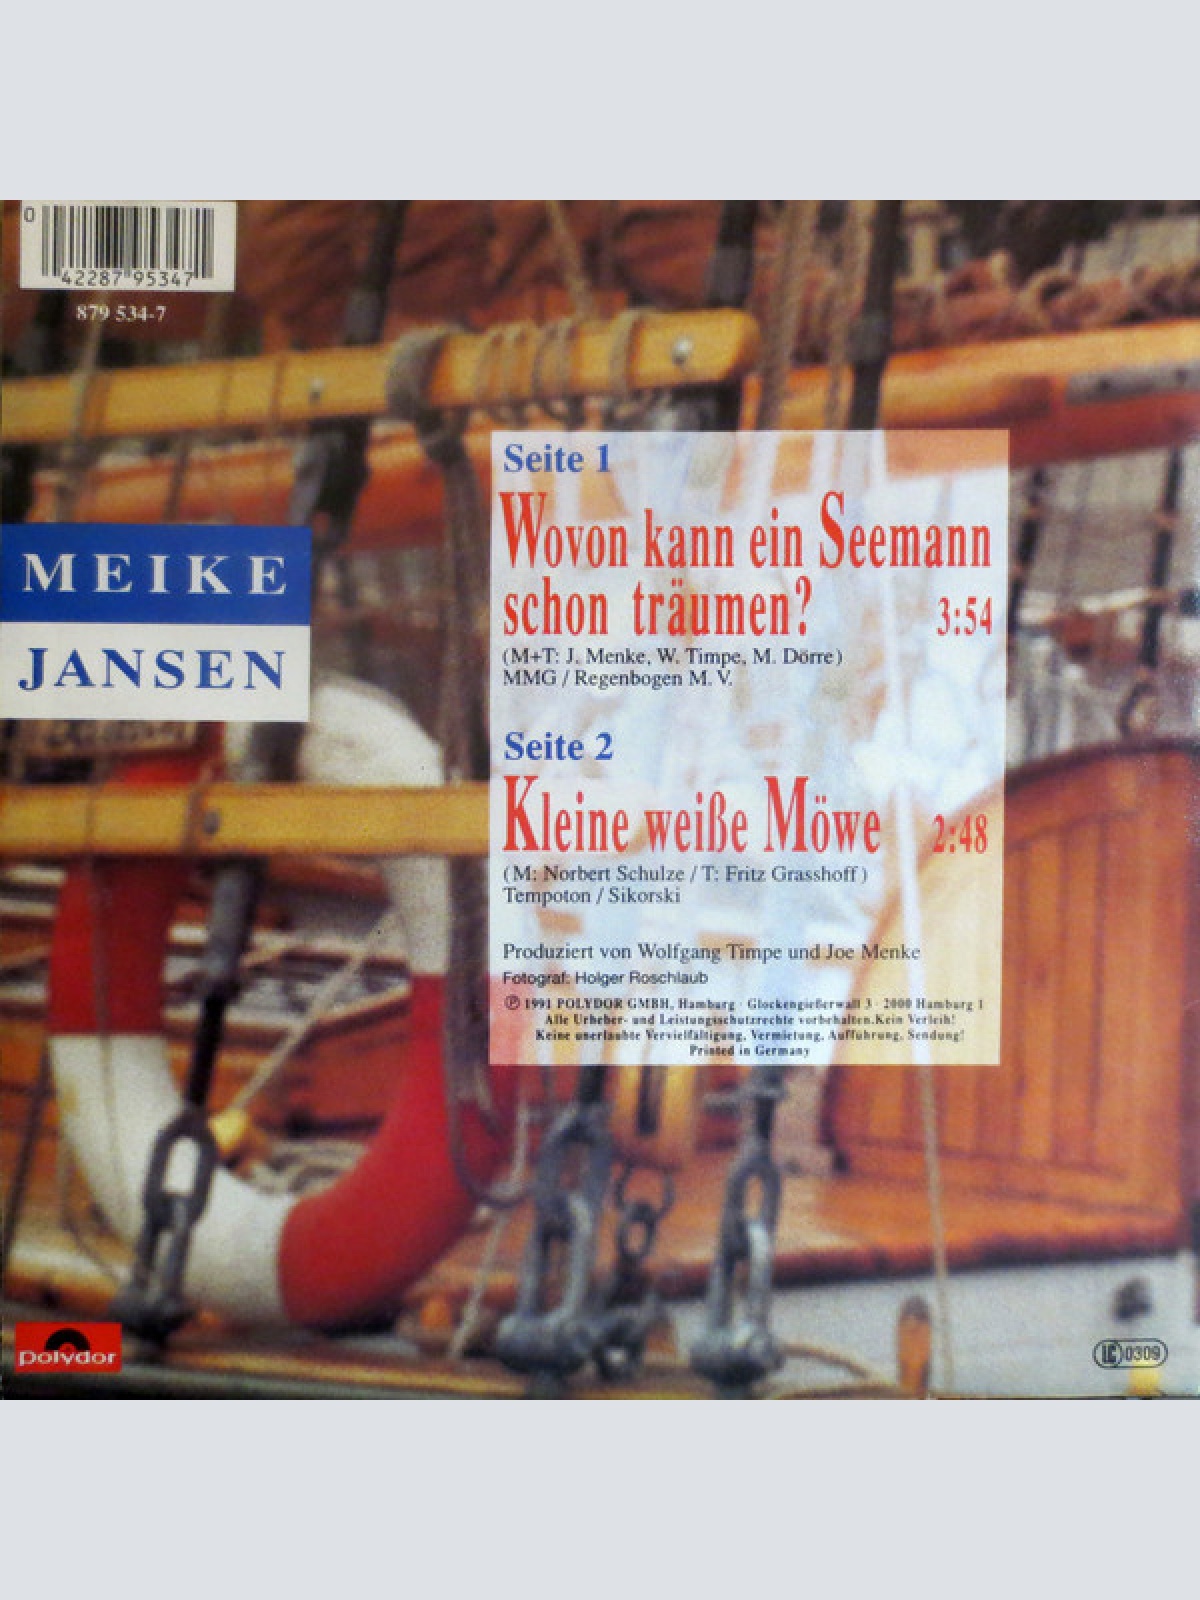 0
42287 95347
879 534-7
MEIKE
JANSEN
Seite 1
Wovon kann ein Seemann
schon träumen? 3:54
(M+T: J. Menke, W. Timpe, M. Dörre)
MMG / Regenbogen M. V.
Seite 2
Kleine weiße Möwe 2:48
(M: Norbert Schulze / T: Fritz Grasshoff)
Tempoton / Sikorski
Produziert von Wolfgang Timpe und Joe Menke
Fotograf: Holger Roschlaub
℗ 1991 POLYDOR GMBH, Hamburg · Glockengießerwall 3 · 2000 Hamburg 1
Alle Urheber- und Leistungsschutzrechte vorbehalten.Kein Verleih!
Keine unerlaubte Vervielfältigung, Vermietung, Aufführung, Sendung!
Printed in Germany
polydor
LC 0309